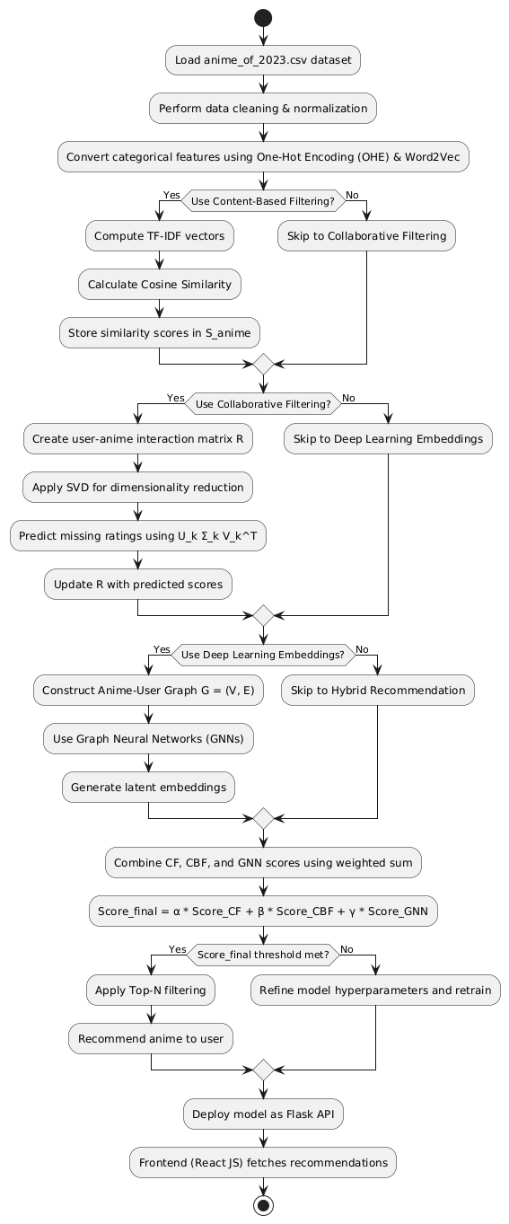 Load anime_of_2023.csv dataset
Perform data cleaning & normalization
Convert categorical features using One-Hot Encoding (OHE) & Word2Vec
Yes
Use Content-Based Filtering?
No
Compute TF-IDF vectors
Skip to Collaborative Filtering
Calculate Cosine Similarity
Store similarity scores in S_anime
Yes
Use Collaborative Filtering?
No
Create user-anime interaction matrix R
Skip to Deep Learning Embeddings
Apply SVD for dimensionality reduction
Predict missing ratings using U_k Σ_k V_k^T
Update R with predicted scores
Yes
Use Deep Learning Embeddings?
No
Construct Anime-User Graph G = (V, E)
Skip to Hybrid Recommendation
Use Graph Neural Networks (GNNs)
Generate latent embeddings
Combine CF, CBF, and GNN scores using weighted sum
Score_final = α * Score_CF + β * Score_CBF + γ * Score_GNN
Yes
Score_final threshold met?
No
Apply Top-N filtering
Refine model hyperparameters and retrain
Recommend anime to user
Deploy model as Flask API
Frontend (React JS) fetches recommendations